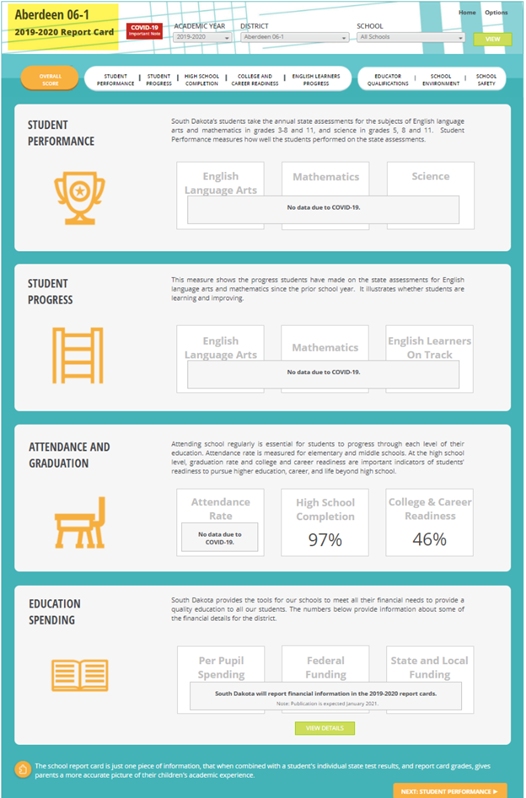 Aberdeen 06-1
2019-2020 Report Card
COVID-19
Important Note
ACADEMIC YEAR
2019-2020
DISTRICT
Aberdeen 06-1
SCHOOL
All Schools
Home
Options
VIEW
OVERALL
SCORE
STUDENT
PERFORMANCE
STUDENT
PROGRESS
HIGH SCHOOL
COMPLETION
COLLEGE AND
CAREER READINESS
ENGLISH LEARNERS
PROGRESS
EDUCATOR
QUALIFICATIONS
SCHOOL
ENVIRONMENT
SCHOOL
SAFETY
STUDENT
PERFORMANCE
South Dakota's students take the annual state assessments for the subjects of English language
arts and mathematics in grades 3-8 and 11, and science in grades 5, 8 and 11. Student
Performance measures how well the students performed on the state assessments.
English
Language Arts
Mathematics
Science
No data due to COVID-19.
STUDENT
PROGRESS
This measure shows the progress students have made on the state assessments for English
language arts and mathematics since the prior school year. It illustrates whether students are
learning and improving.
English
Language Arts
Mathematics
English Learners
On Track
No data due to COVID-19.
ATTENDANCE AND
GRADUATION
Attending school regularly is essential for students to progress through each level of their
education. Attendance rate is measured for elementary and middle schools. At the high school
level, graduation rate and college and career readiness are important indicators of students'
readiness to pursue higher education, career, and life beyond high school.
Attendance
Rate
No data due to
COVID-19.
High School
Completion
97%
College & Career
Readiness
46%
EDUCATION
SPENDING
South Dakota provides the tools for our schools to meet all their financial needs to provide a
quality education to all our students. The numbers below provide information about some of
the financial details for the district.
Per Pupil
Spending
Federal
Funding
State and Local
Funding
South Dakota will report financial information in the 2019-2020 report cards.
Note: Publication is expected January 2021.
VIEW DETAILS
The school report card is just one piece of information, that when combined with a student's individual state test results, and report card grades, gives
parents a more accurate picture of their children's academic experience.
NEXT: STUDENT PERFORMANCE ►